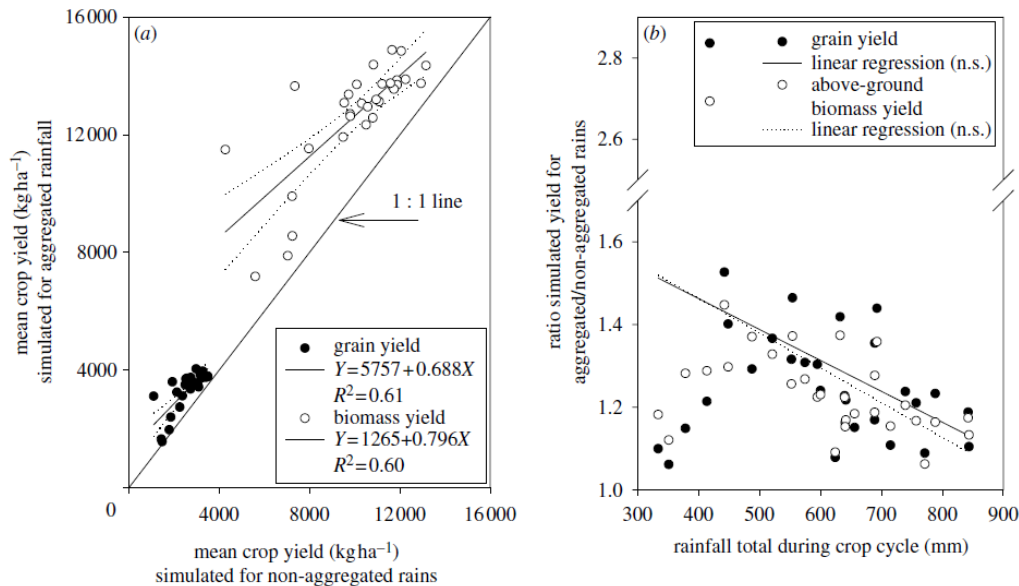 (a)
16000
12000
8000
4000
0
4000
8000
12000
16000
mean crop yield (kg ha⁻¹)
simulated for aggregated rainfall
1 : 1 line
grain yield
Y=5757+0.688X
R²=0.61
biomass yield
Y=1265+0.796X
R²=0.60
mean crop yield (kg ha⁻¹)
simulated for non-aggregated rains
(b)
2.8
2.6
1.6
1.4
1.2
1.0
300
400
500
600
700
800
900
ratio simulated yield for
aggregated/non-aggregated rains
grain yield
linear regression (n.s.)
above-ground
biomass yield
linear regression (n.s.)
rainfall total during crop cycle (mm)